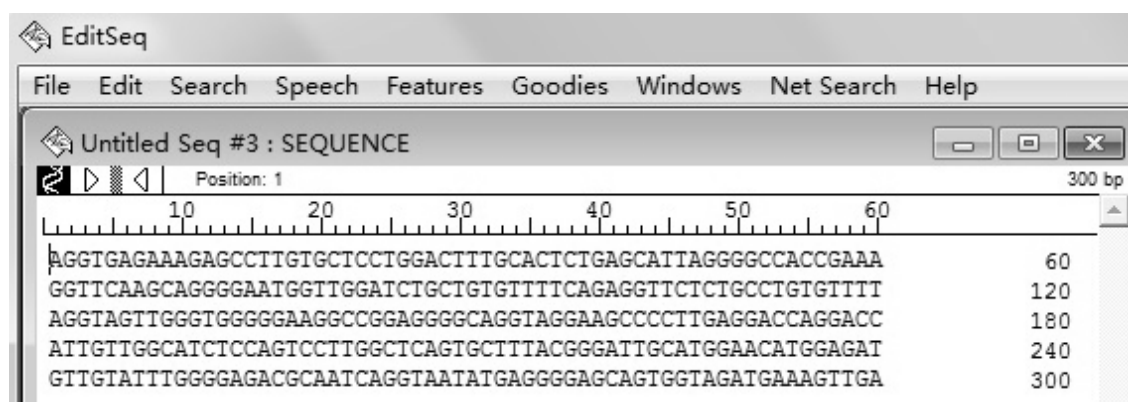 EditSeq
File Edit Search Speech Features Goodies Windows Net Search Help
Untitled Seq #3 : SEQUENCE
Position: 1 300 bp
10 20 30 40 50 60
AGGTGAGAAAGAGCCTTGTGCTCCTGGACTTTGCACTCTGAGCATTAGGGGCCACCGAAA 60
GGTTCAAGCAGGGGAATGGTTGGATCTGCTGTGTTTTCAGAGGTTCTCTGCCTGTGTTTT 120
AGGTAGTTGGGTGGGGGAAGGCCGGAGGGGCAGGTAGGAAGCCCCTTGAGGACCAGGACC 180
ATTGTTGGCATCTCCAGTCCTTGGCTCAGTGCTTTACGGGATTGCATGGAACATGGAGAT 240
GTTGTATTTGGGGAGACGCAATCAGGTAATATGAGGGGAGCAGTGGTAGATGAAAGTTGA 300